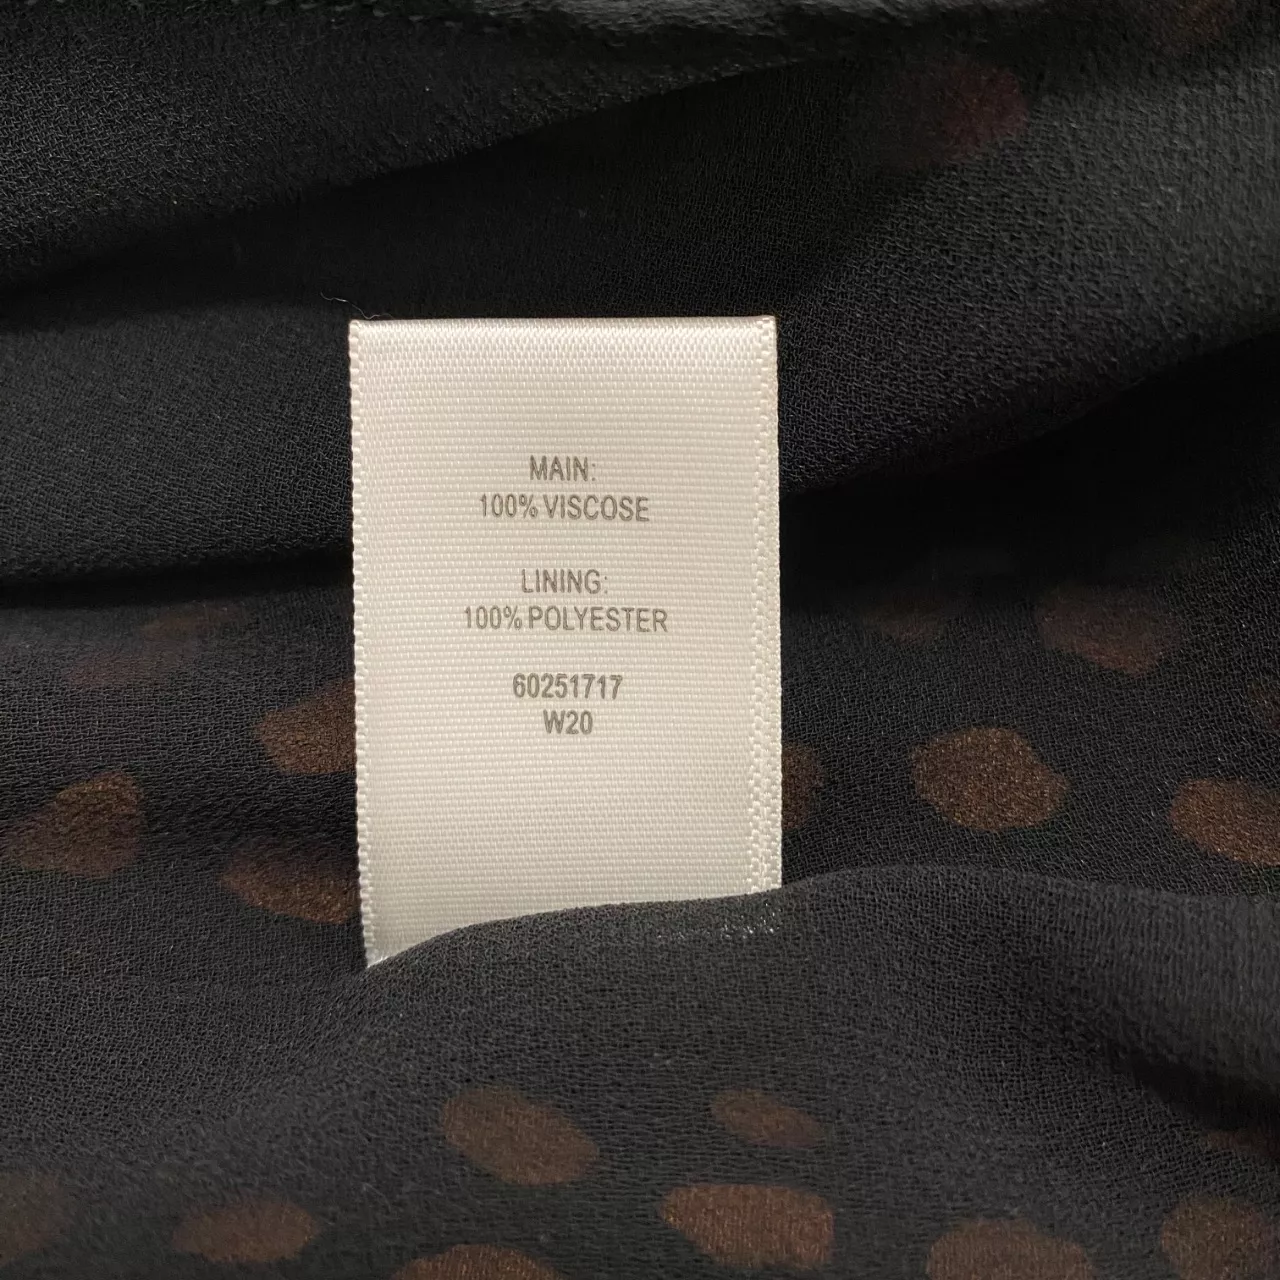 MAIN:
100% VISCOSE
LINING:
100% POLYESTER
60251717
W20